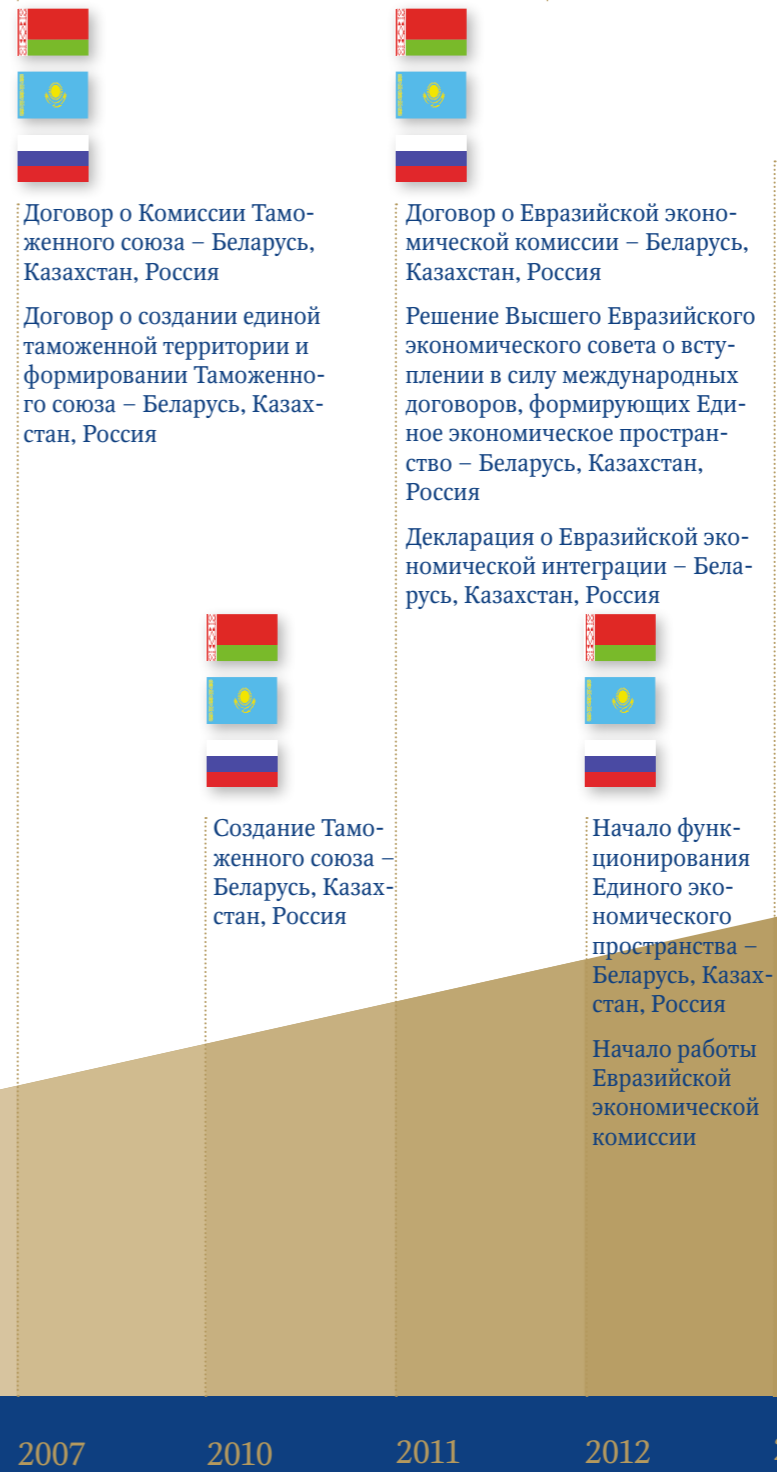 Договор о Комиссии Тамо-
женного союза – Беларусь,
Казахстан, Россия
Договор о создании единой
таможенной территории и
формировании Таможенно-
го союза – Беларусь, Казах-
стан, Россия
Договор о Евразийской эконо-
мической комиссии – Беларусь,
Казахстан, Россия
Решение Высшего Евразийского
экономического совета о всту-
плении в силу международных
договоров, формирующих Еди-
ное экономическое простран-
ство – Беларусь, Казахстан,
Россия
Декларация о Евразийской эко-
номической интеграции – Бела-
русь, Казахстан, Россия
Создание Тамо-
женного союза –
Беларусь, Казах-
стан, Россия
Начало функ-
ционирования
Единого эко-
номического
пространства –
Беларусь, Казах-
стан, Россия
Начало работы
Евразийской
экономической
комиссии
2007
2010
2011
2012